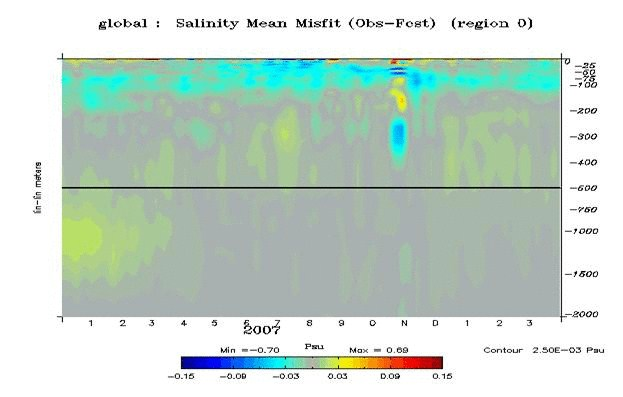 global : Salinity Mean Misfit (Obs-Fcst) (region 0)
lin-lin meters
0
-25
-50
-75
-100
-200
-300
-400
-600
-750
-1000
-1500
-2000
1 2 3 4 5 6 7 8 9 O N D 1 2 3
2007
Psu
Min =-0.70 Max = 0.69 Contour 2.50E-03 Psu
-0.15 -0.09 -0.03 0.03 0.09 0.15